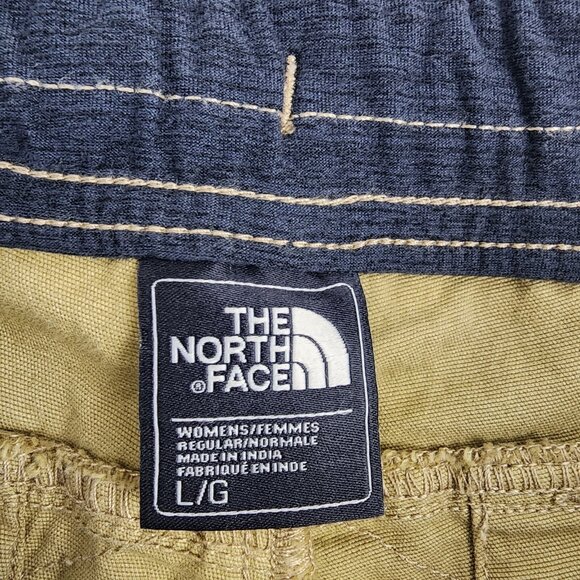 THE
NORTH
® FACE
WOMENS/FEMMES
REGULAR/NORMALE
MADE IN INDIA
FABRIQUÉ EN INDE
L/G